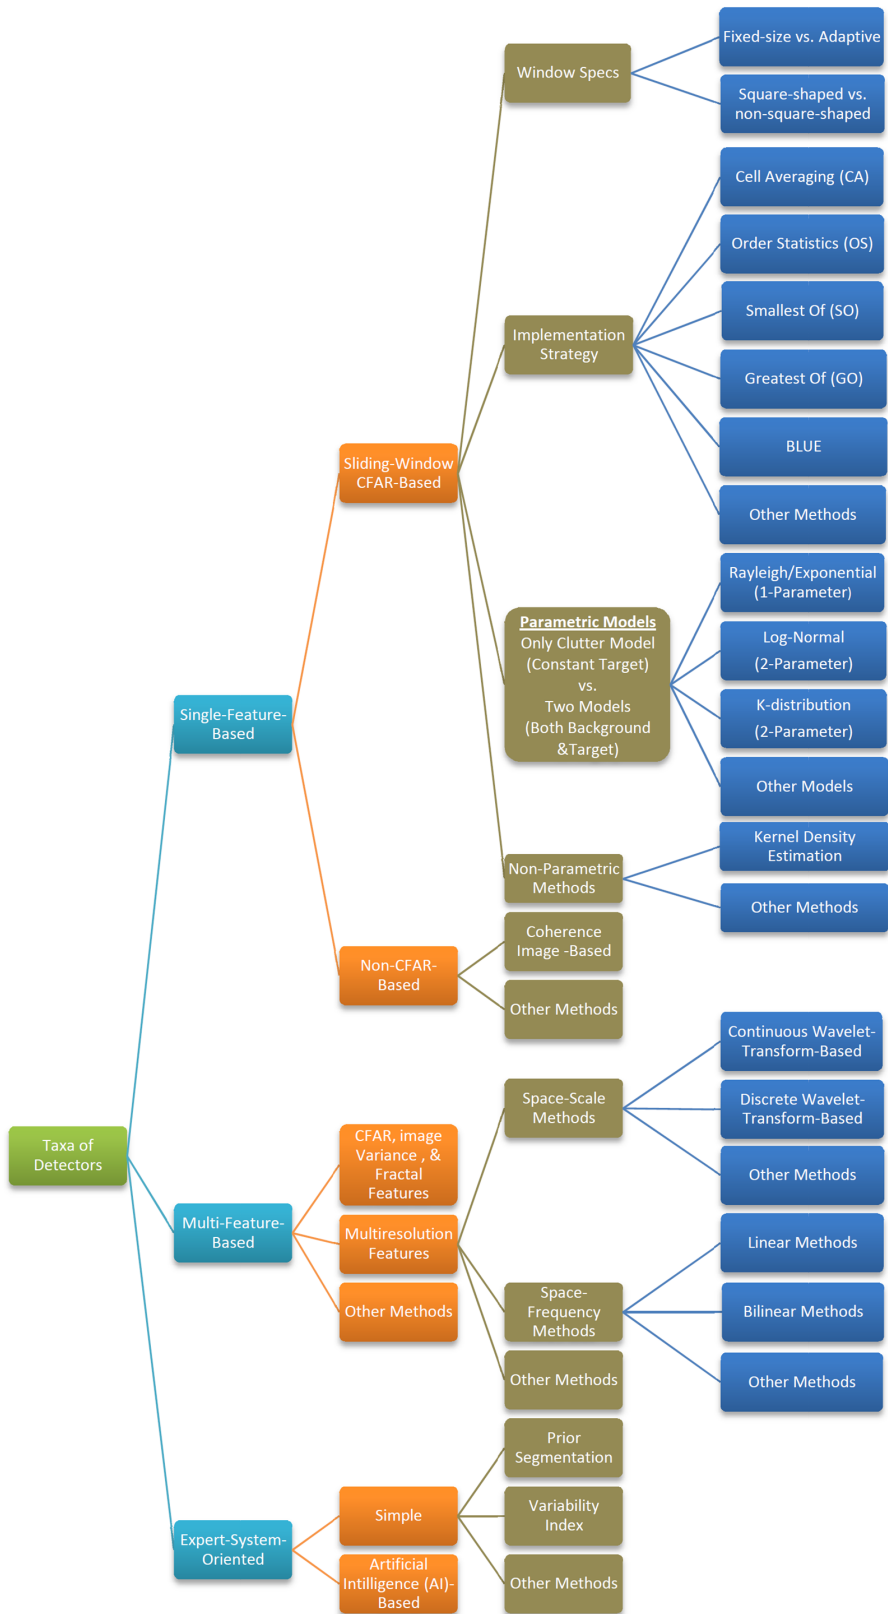 Fixed-size vs. Adaptive
Window Specs
Square-shaped vs.
non-square-shaped
Cell Averaging (CA)
Order Statistics (OS)
Smallest Of (SO)
Implementation
Strategy
Greatest Of (GO)
BLUE
Sliding-Window
CFAR-Based
Other Methods
Rayleigh/Exponential
(1-Parameter)
Parametric Models
Only Clutter Model
(Constant Target)
vs.
Two Models
(Both Background
&Target)
Log-Normal
(2-Parameter)
K-distribution
(2-Parameter)
Single-Feature-
Based
Other Models
Kernel Density
Estimation
Non-Parametric
Methods
Other Methods
Coherence
Image -Based
Non-CFAR-
Based
Other Methods
Continuous Wavelet-
Transform-Based
Space-Scale
Methods
Discrete Wavelet-
Transform-Based
Taxa of
Detectors
CFAR, image
Variance , &
Fractal
Features
Other Methods
Multi-Feature-
Based
Multiresolution
Features
Linear Methods
Other Methods
Space-
Frequency
Methods
Bilinear Methods
Other Methods
Other Methods
Prior
Segmentation
Simple
Variability
Index
Expert-System-
Oriented
Artificial
Intilligence (AI)-
Based
Other Methods